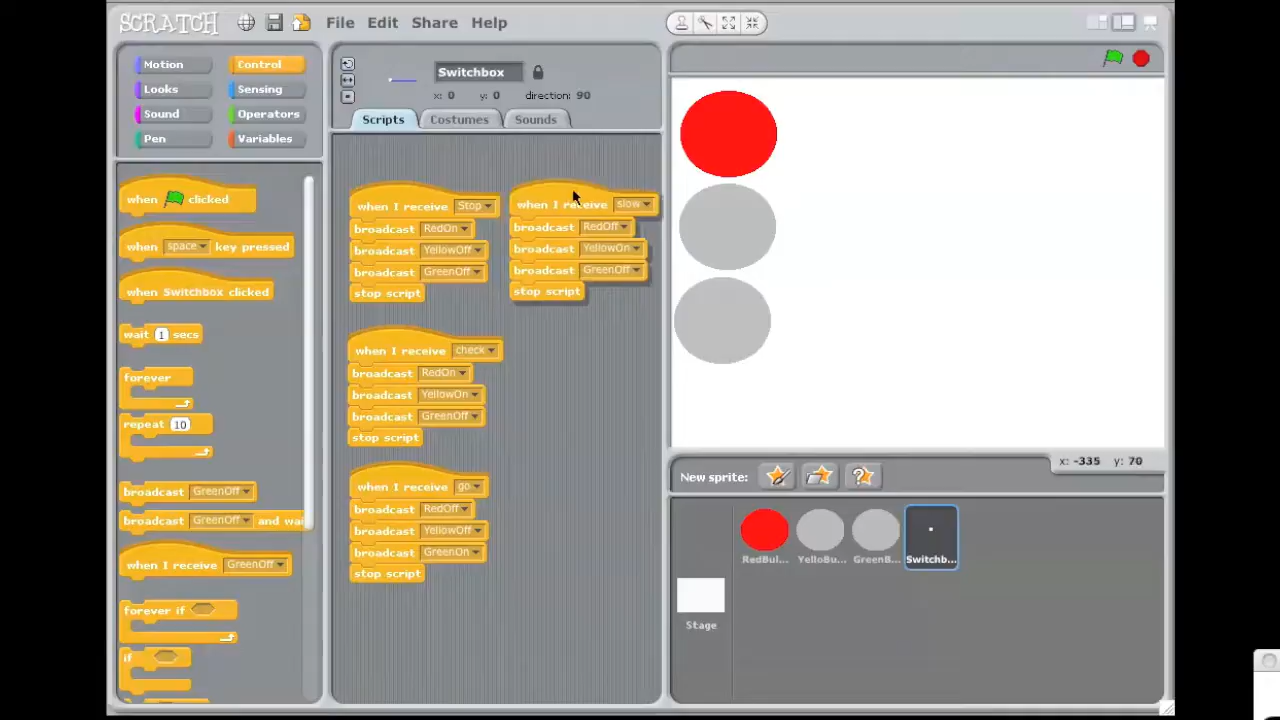 SCRATCH File Edit Share Help
Motion Control
Looks Sensing
Sound Operators
Pen Variables
when clicked
when space key pressed
when Switchbox clicked
wait 1 secs
forever
repeat 10
broadcast GreenOff
broadcast GreenOff and wai
when I receive GreenOff
forever if
if
Switchbox
x: 0 y: 0 direction: 90
Scripts Costumes Sounds
when I receive Stop
broadcast RedOn
broadcast YellowOff
broadcast GreenOff
stop script
when I receive slow
broadcast RedOff
broadcast YellowOn
broadcast GreenOff
stop script
when I receive check
broadcast RedOn
broadcast YellowOn
broadcast GreenOff
stop script
when I receive go
broadcast RedOff
broadcast YellowOff
broadcast GreenOn
stop script
x: -335 y: 70
New sprite:
RedBul... YelloBu... GreenB... Switchb...
Stage